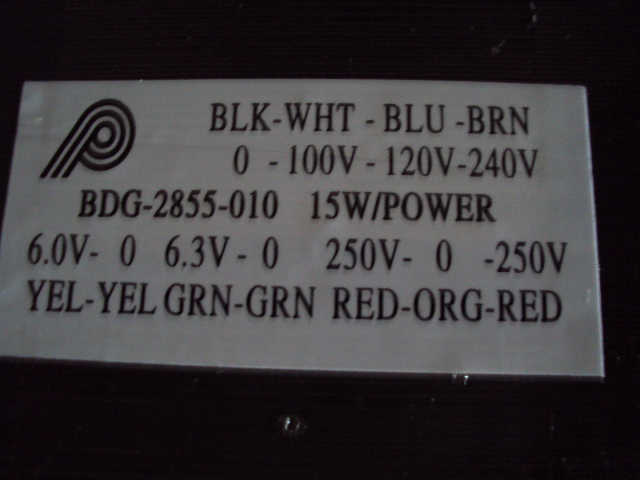 BLK-WHT - BLU -BRN
0 - 100V - 120V-240V
BDG-2855-010 15W/POWER
6.0V- 0 6.3V - 0 250V- 0 -250V
YEL-YEL GRN-GRN RED-ORG-RED